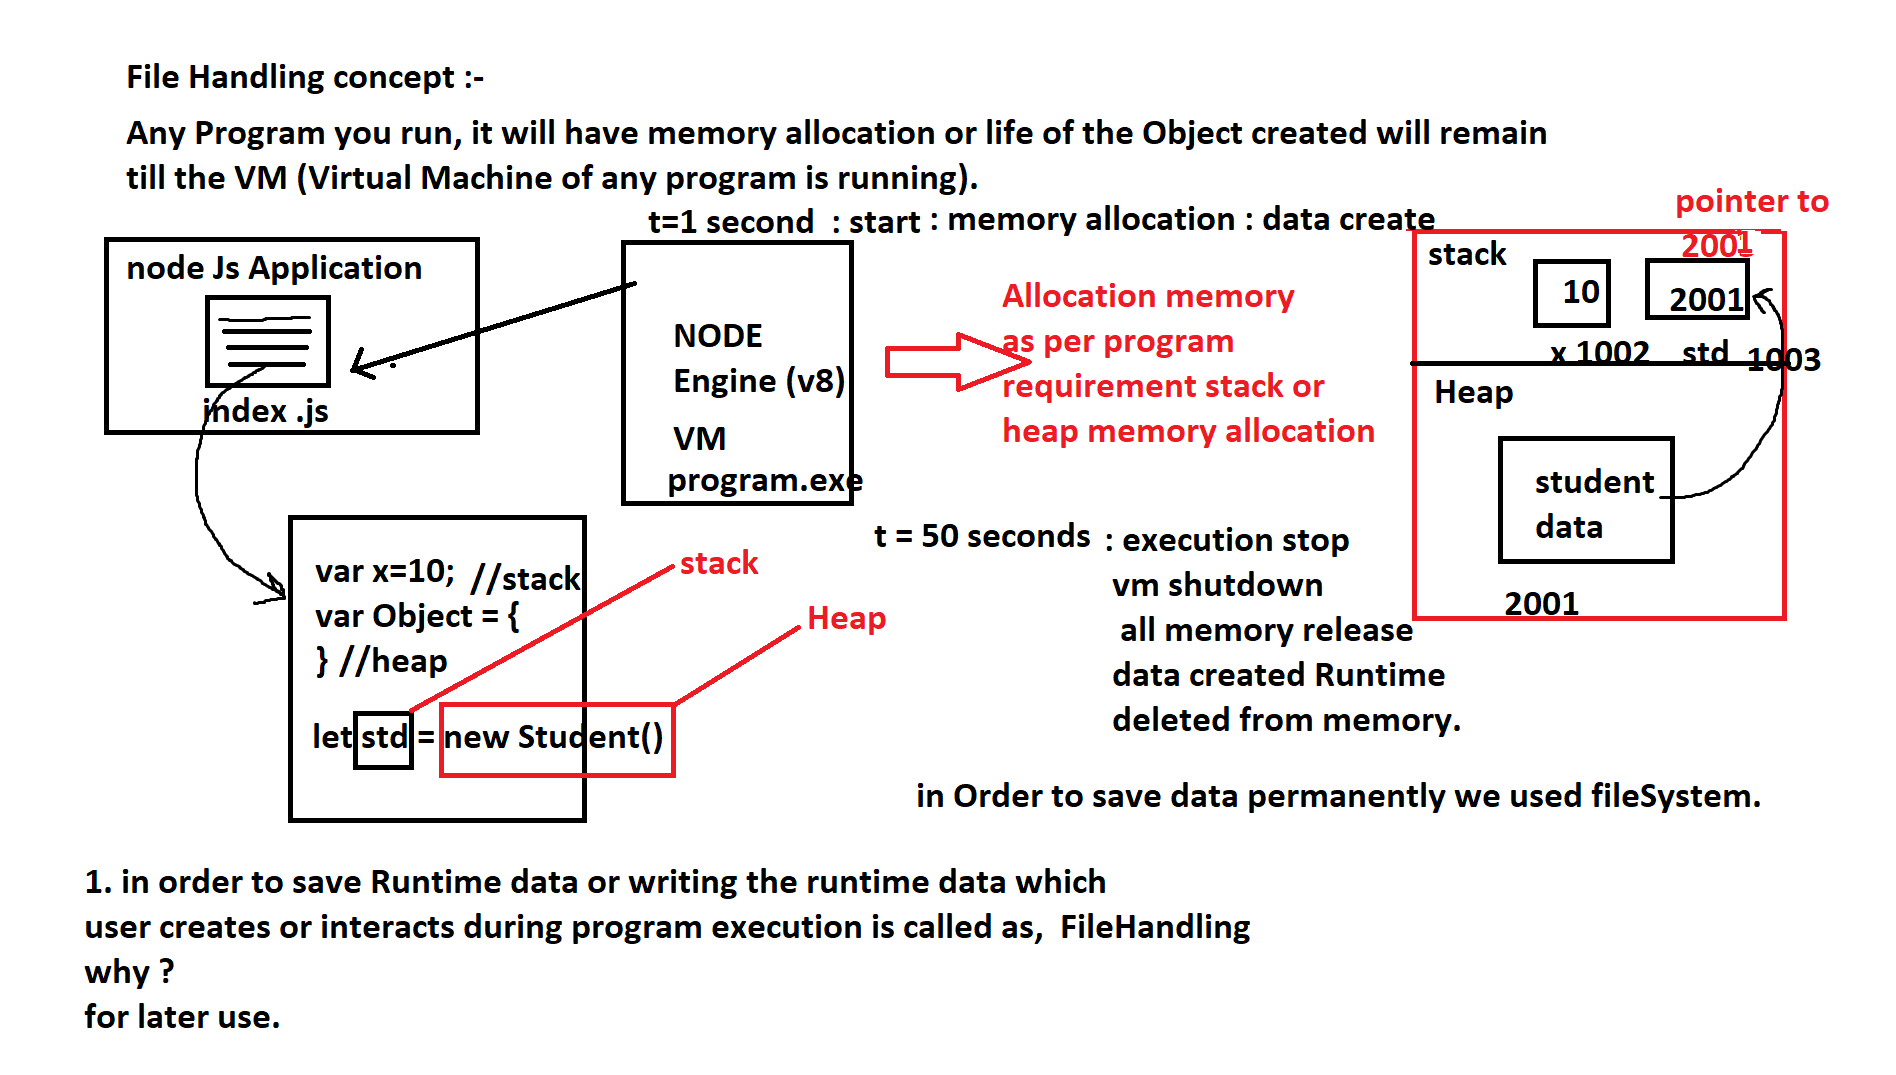 File Handling concept :-
Any Program you run, it will have memory allocation or life of the Object created will remain
till the VM (Virtual Machine of any program is running).
t=1 second : start : memory allocation : data create
node Js Application
index .js
NODE
Engine (v8)
VM
program.exe
Allocation memory
as per program
requirement stack or
heap memory allocation
pointer to
2001
stack
10
2001
x 1002
std
1003
Heap
student
data
2001
var x=10; //stack
var Object = {
} //heap
let std = new Student()
stack
Heap
t = 50 seconds : execution stop
vm shutdown
all memory release
data created Runtime
deleted from memory.
in Order to save data permanently we used fileSystem.
1. in order to save Runtime data or writing the runtime data which
user creates or interacts during program execution is called as, FileHandling
why ?
for later use.